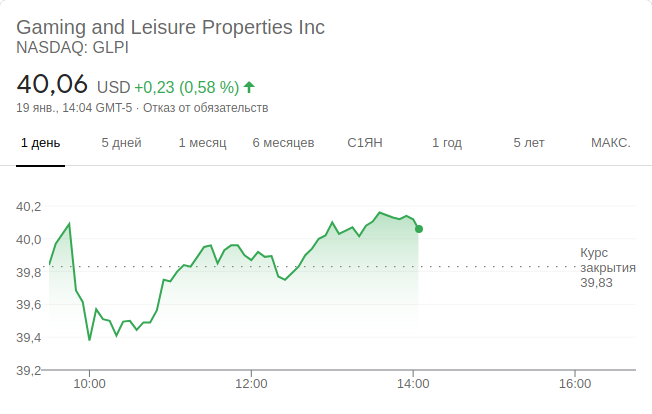 Gaming and Leisure Properties Inc
NASDAQ: GLPI
40,06 USD +0,23 (0,58 %)
19 янв., 14:04 GMT-5 · Отказ от обязательств
1 день 5 дней 1 месяц 6 месяцев С1ЯН 1 год 5 лет МАКС.
40,2
40,0
Курс
закрытия
39,83
39,8
39,6
39,4
39,2
10:00 12:00 14:00 16:00